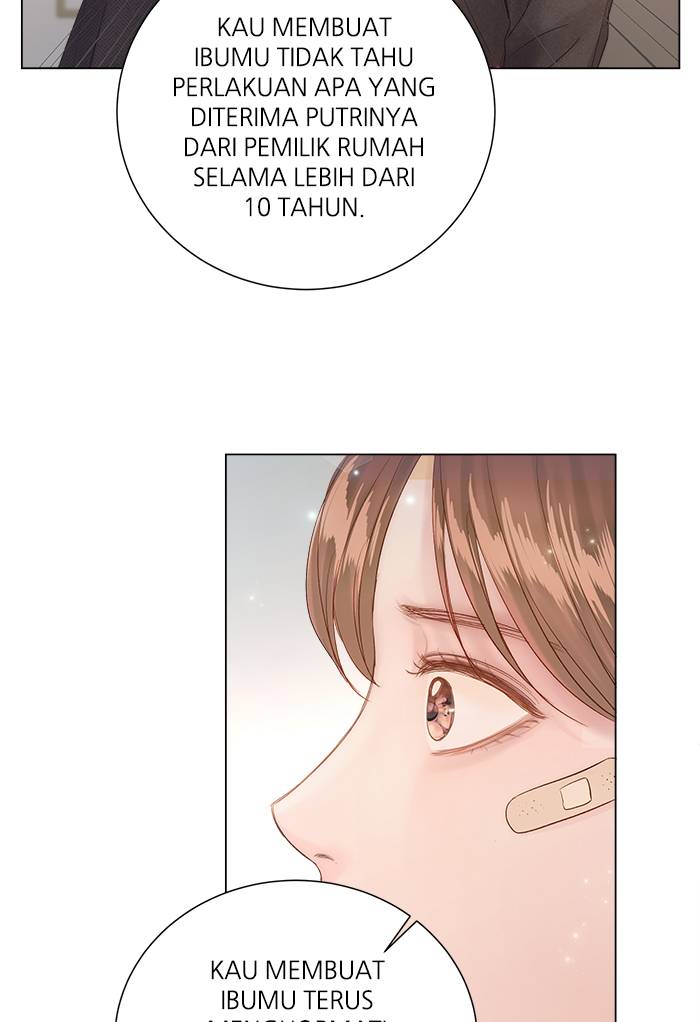 KAU MEMBUAT
IBUMU TIDAK TAHU
PERLAKUAN APA YANG
DITERIMA PUTRINYA
DARI PEMILIK RUMAH
SELAMA LEBIH DARI
10 TAHUN.
KAU MEMBUAT
IBUMU TERUS